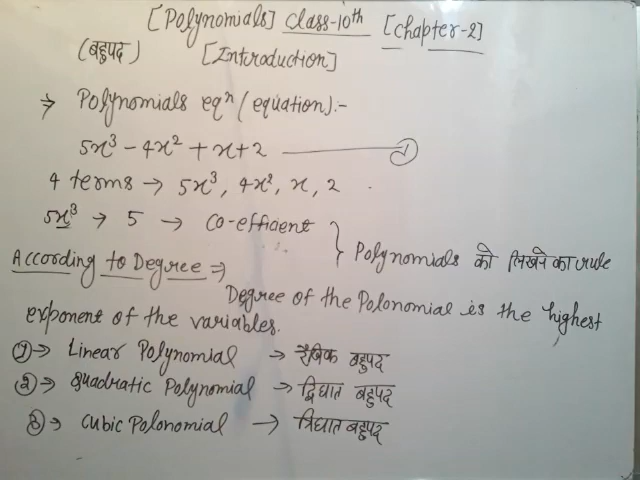 [Polynomials] Class-10th [Chapter-2]
(बहुपद) [Introduction]
→ Polynomials eqⁿ (equation):-
5x³ - 4x² + x + 2 ——— ①
4 terms → 5x³, 4x², x, 2
5x³ → 5 → Co-efficent } Polynomials को लिखने का rule
According to Degree ⇒
Degree of the Polonomial is the highest
exponent of the variables.
① → Linear Polynomial → रैखिक बहुपद
② → Quadratic Polynomial → द्विघात बहुपद
③ → Cubic Polonomial → त्रिघात बहुपद